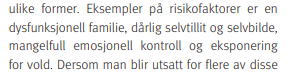 ulike former. Eksempler på risikofaktorer er en
dysfunksjonell familie, dårlig selvtillit og selvbilde,
mangelfull emosjonell kontroll og eksponering
for vold. Dersom man blir utsatt for flere av disse